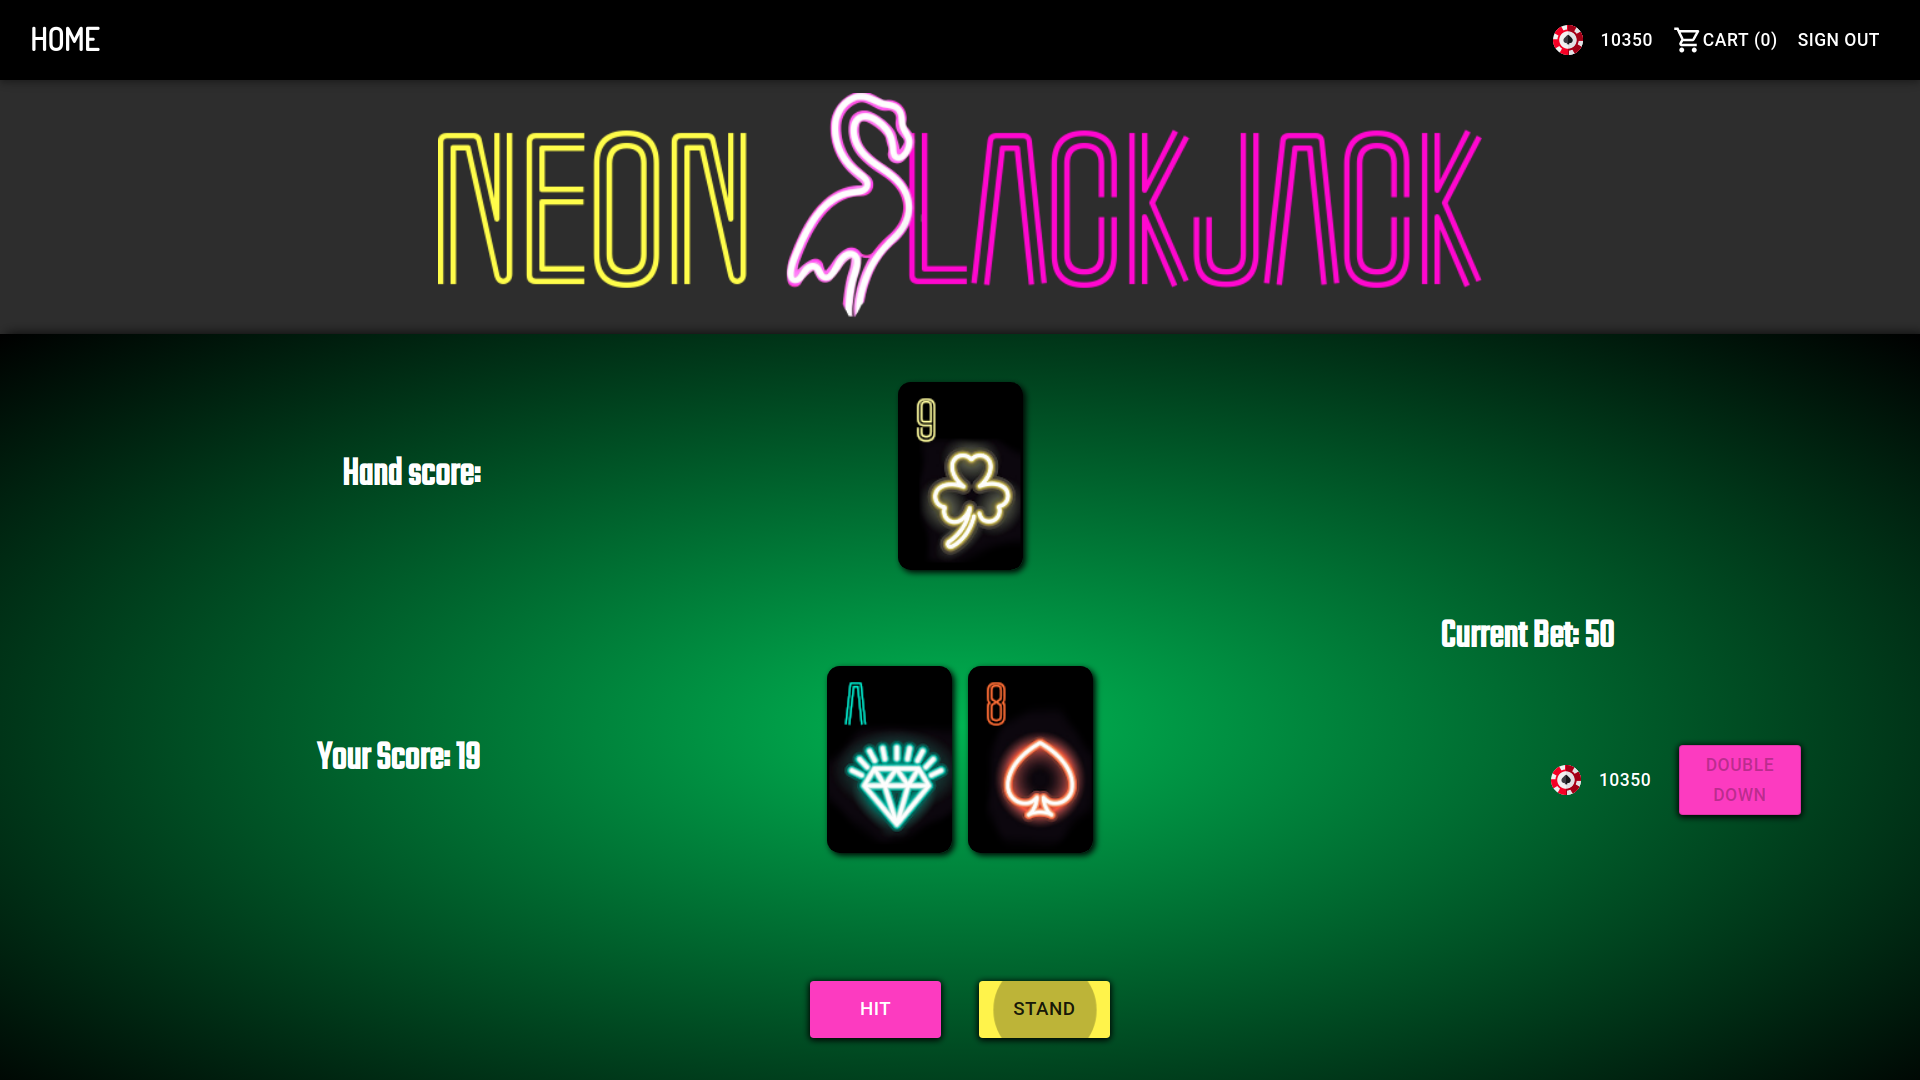 HOME
10350 CART (0) SIGN OUT
NEON LACKJACK
9
Hand score:
Current Bet: 50
A 8
Your Score: 19
10350 DOUBLE
DOWN
HIT STAND